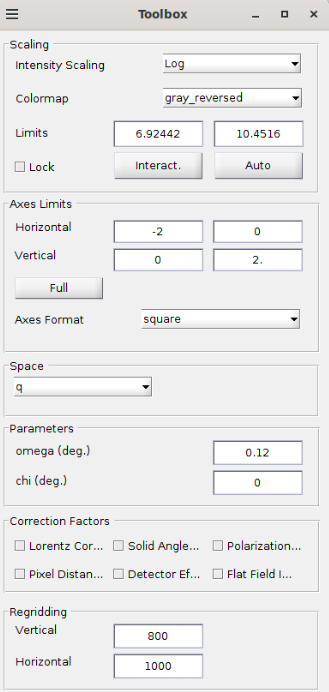 Toolbox
Scaling
Intensity Scaling Log
Colormap gray_reversed
Limits 6.92442 10.4516
Lock Interact. Auto
Axes Limits
Horizontal -2 0
Vertical 0 2.
Full
Axes Format square
Space
q
Parameters
omega (deg.) 0.12
chi (deg.) 0
Correction Factors
Lorentz Cor... Solid Angle... Polarization...
Pixel Distan... Detector Ef... Flat Field I...
Regridding
Vertical 800
Horizontal 1000